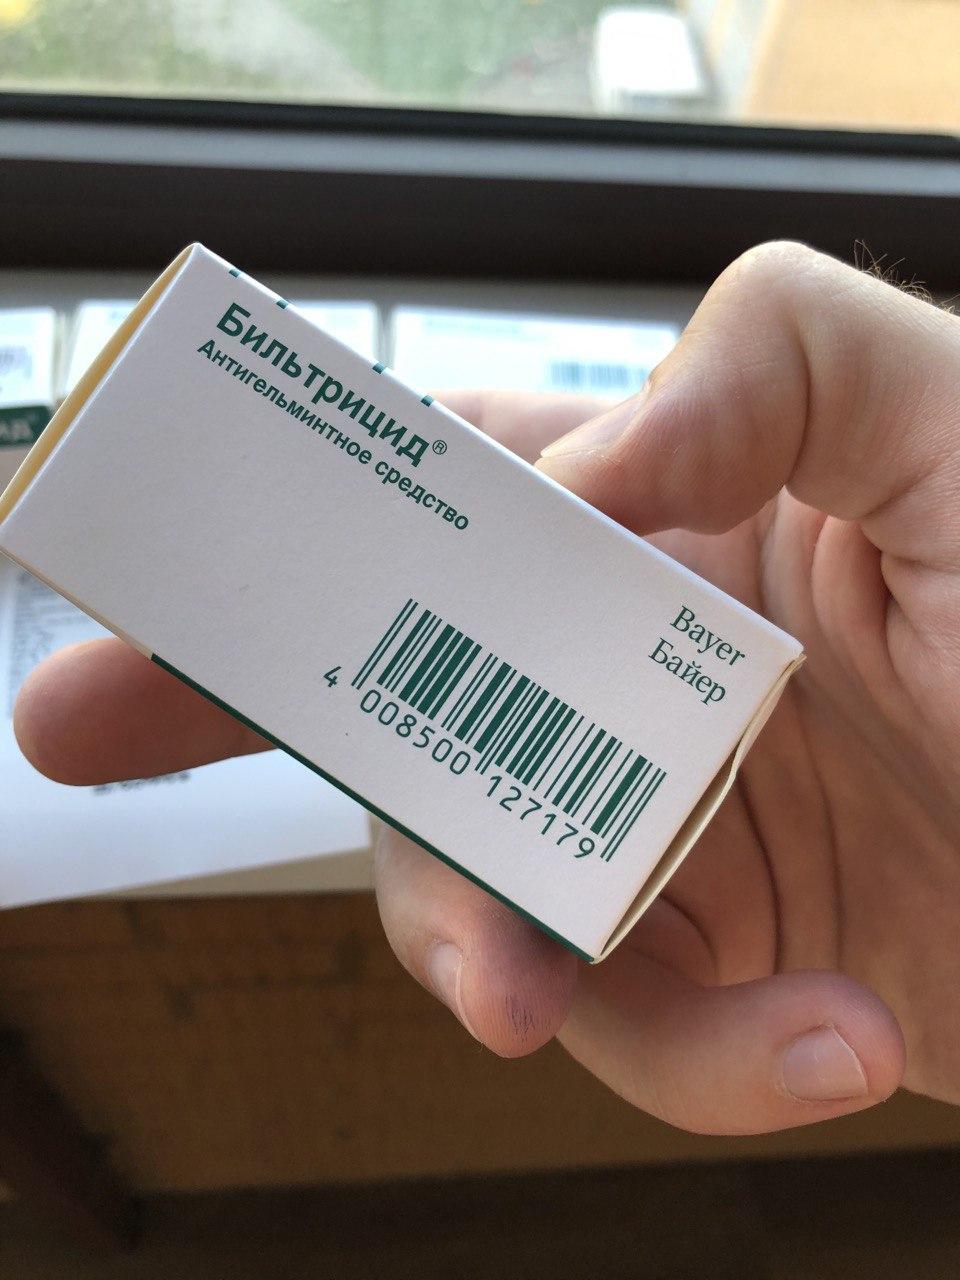 Бильтрицид®
Антигельминтное средство
Bayer
Байер
4 008500 127179